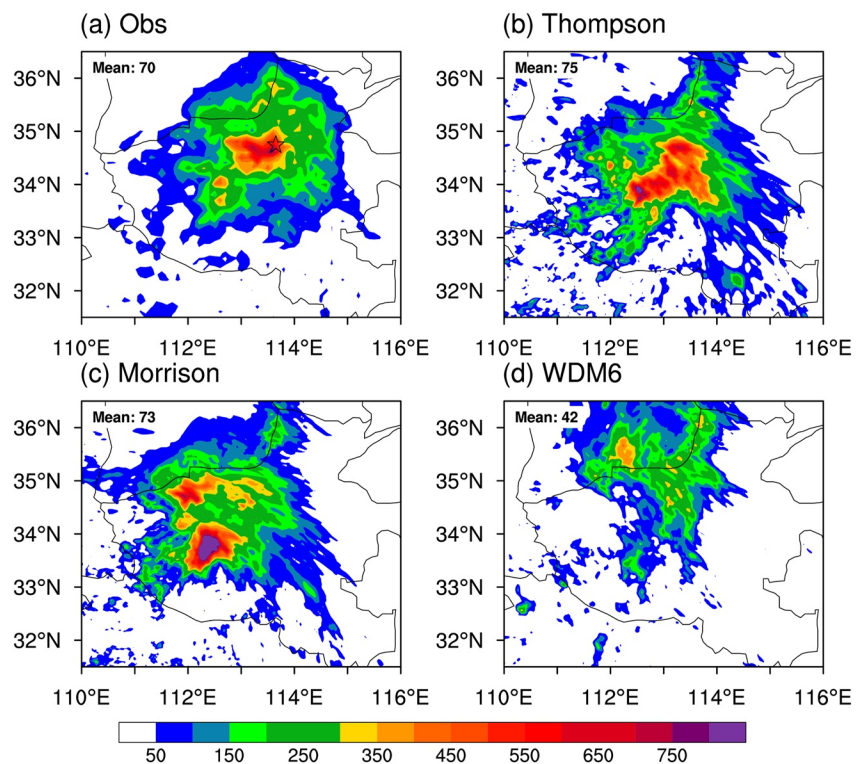 (a) Obs
(b) Thompson
Mean: 70
Mean: 75
36°N
35°N
34°N
33°N
32°N
36°N
35°N
34°N
33°N
32°N
110°E 112°E 114°E 116°E
110°E 112°E 114°E 116°E
(c) Morrison
(d) WDM6
Mean: 73
Mean: 42
36°N
35°N
34°N
33°N
32°N
36°N
35°N
34°N
33°N
32°N
110°E 112°E 114°E 116°E
110°E 112°E 114°E 116°E
50 150 250 350 450 550 650 750